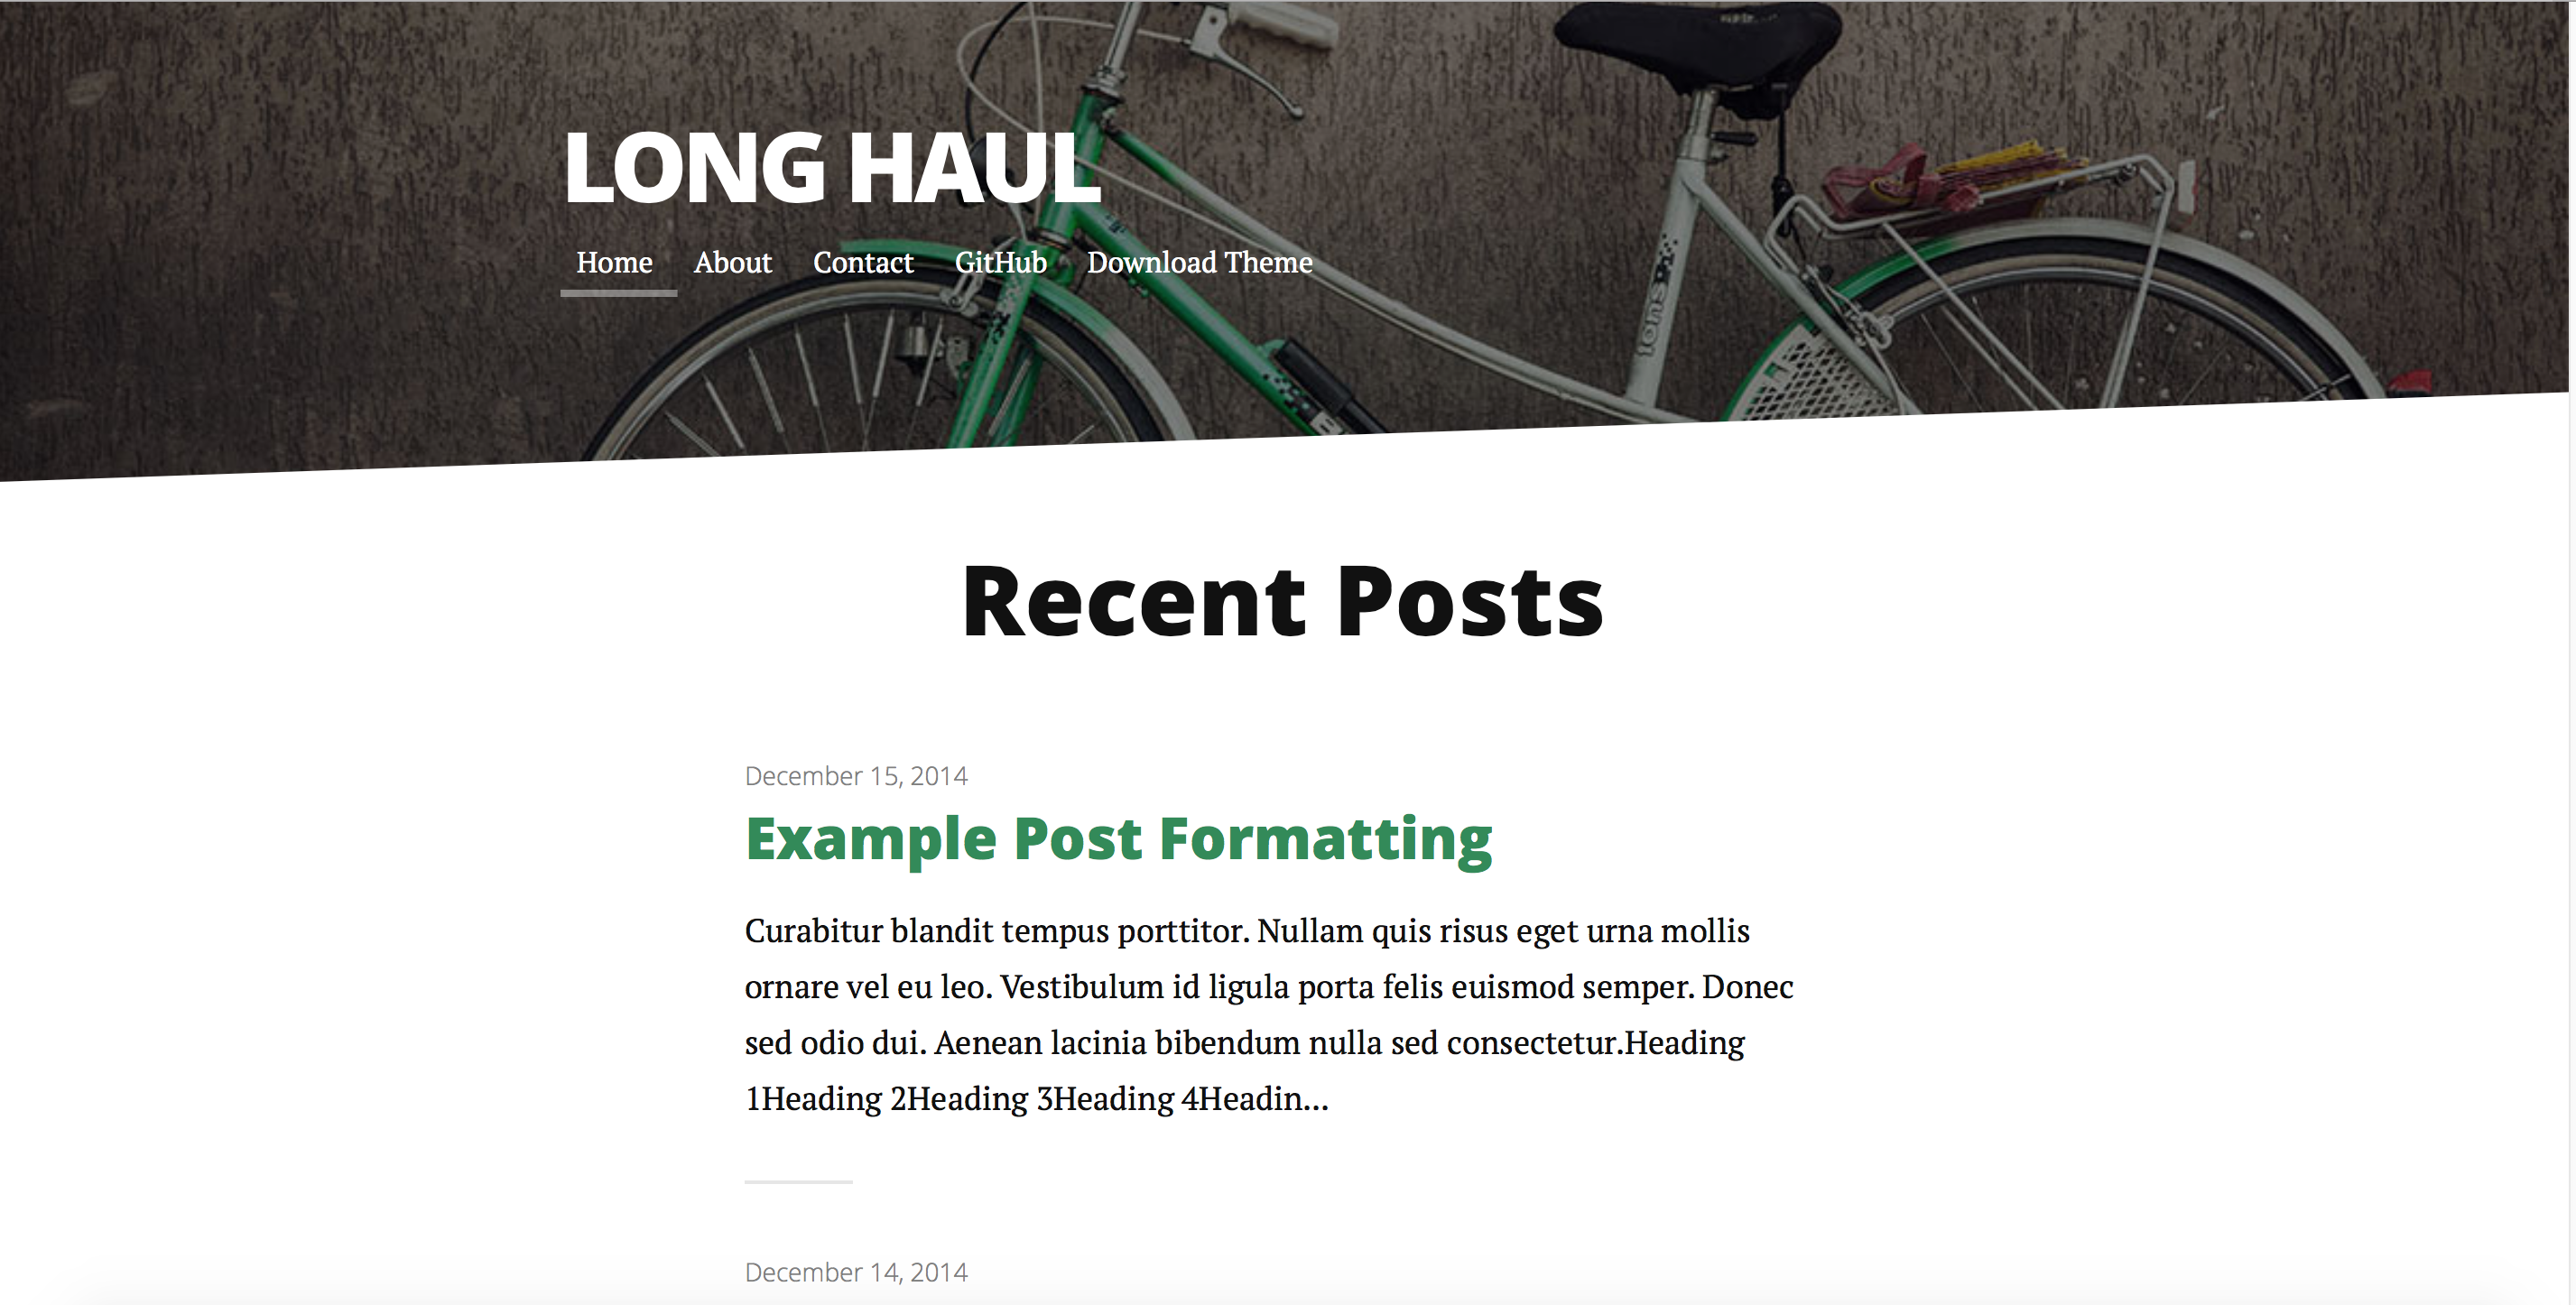 LONG HAUL
Home About Contact GitHub Download Theme
Recent Posts
December 15, 2014
Example Post Formatting
Curabitur blandit tempus porttitor. Nullam quis risus eget urna mollis
ornare vel eu leo. Vestibulum id ligula porta felis euismod semper. Donec
sed odio dui. Aenean lacinia bibendum nulla sed consectetur.Heading
1Heading 2Heading 3Heading 4Headin...
December 14, 2014